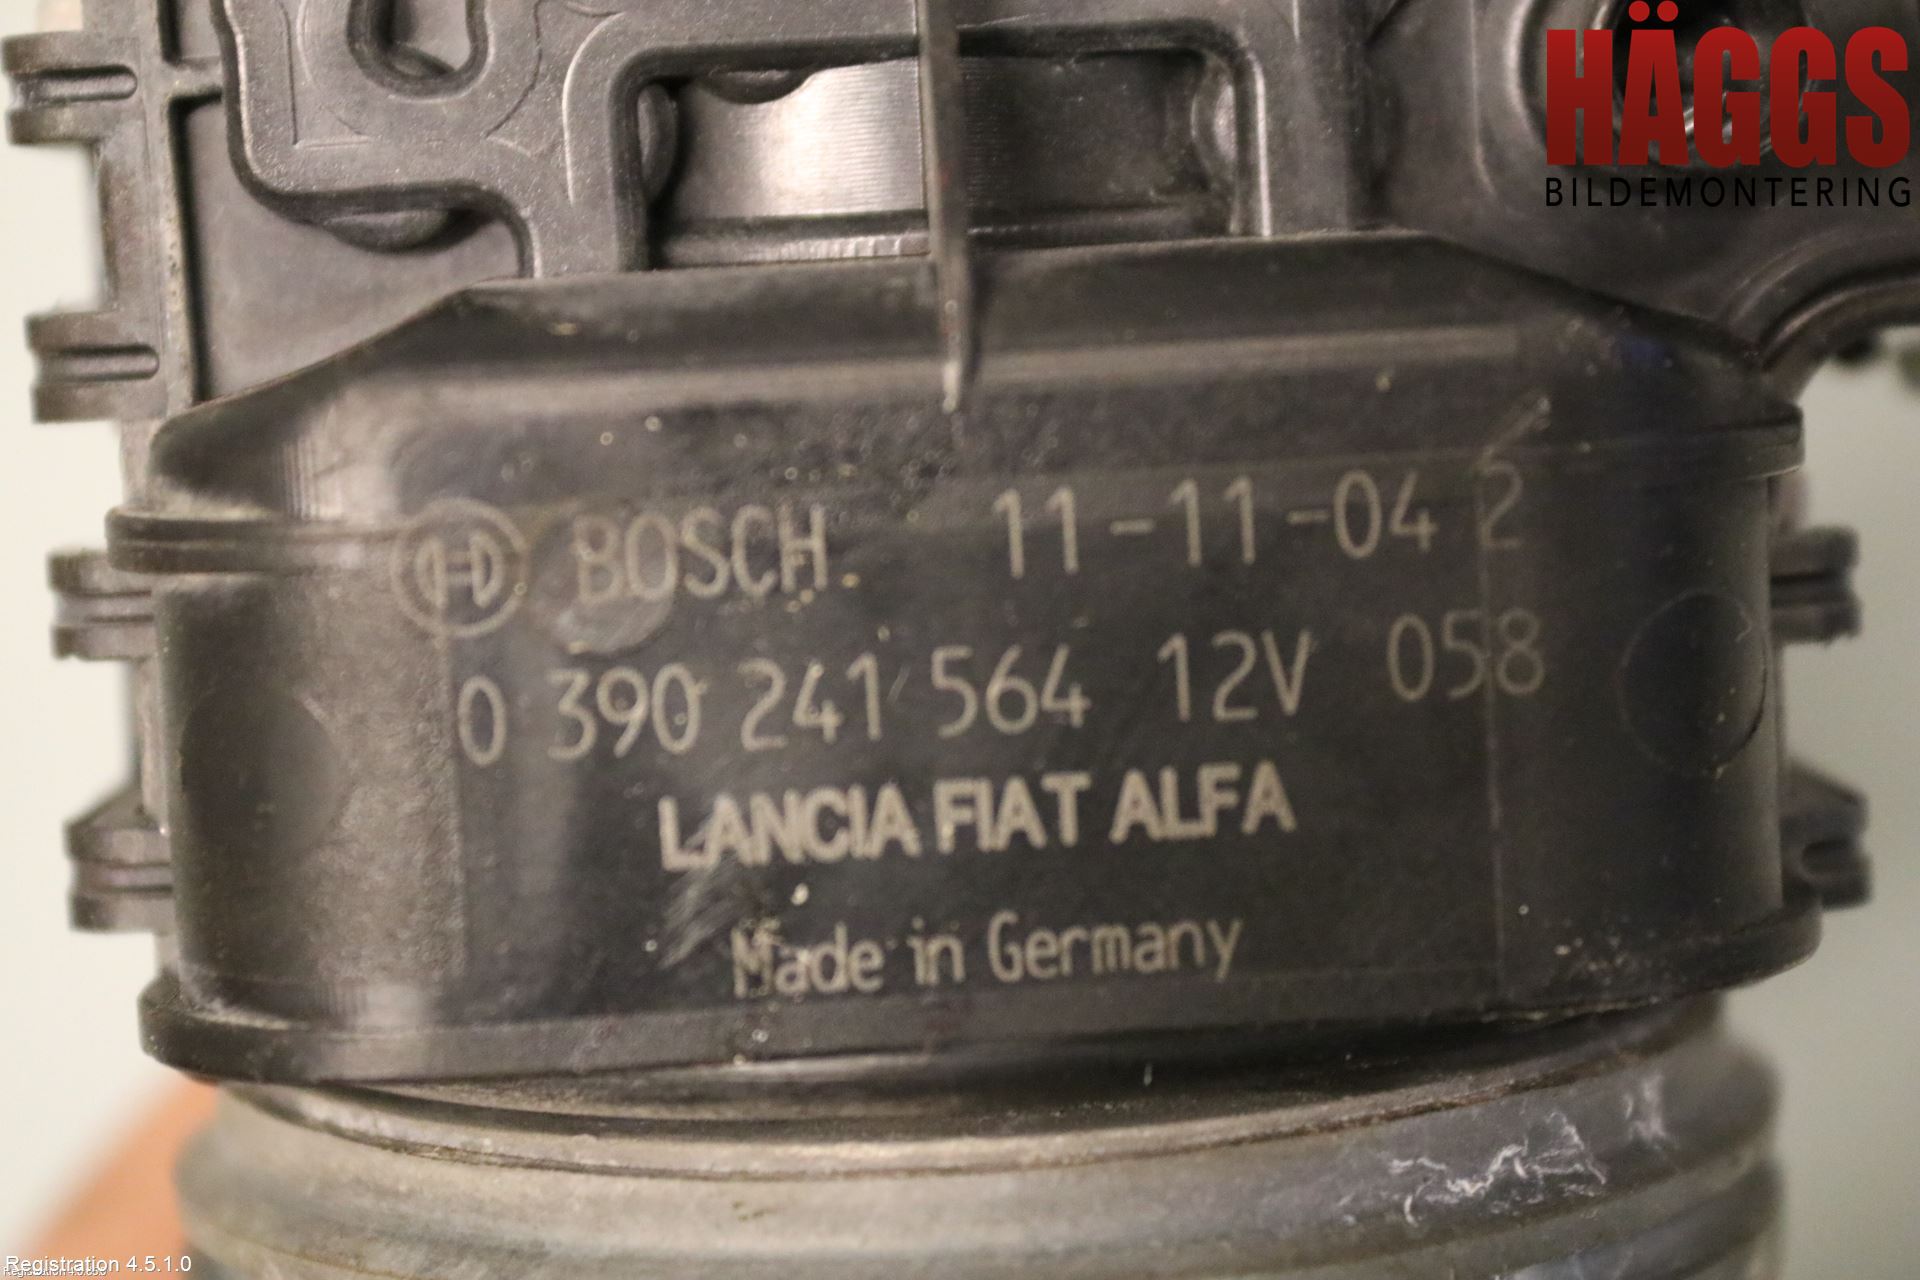 HÄGGS
BILDEMONTERING
BOSCH 11-11-04 2
0 390 241 564 12V 058
LANCIA FIAT ALFA
Made in Germany
Registration 4.5.1.0